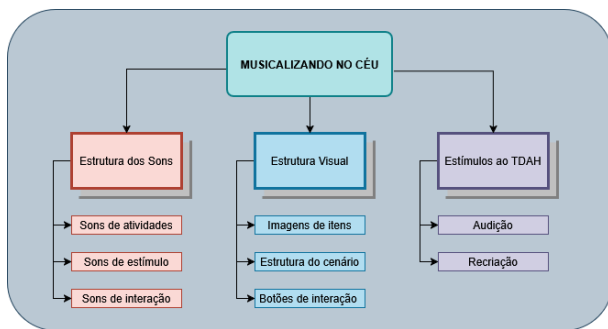 MUSICALIZANDO NO CÉU
Estrutura dos Sons
Estrutura Visual
Estímulos ao TDAH
Sons de atividades
Sons de estímulo
Sons de interação
Imagens de itens
Estrutura do cenário
Botões de interação
Audição
Recriação